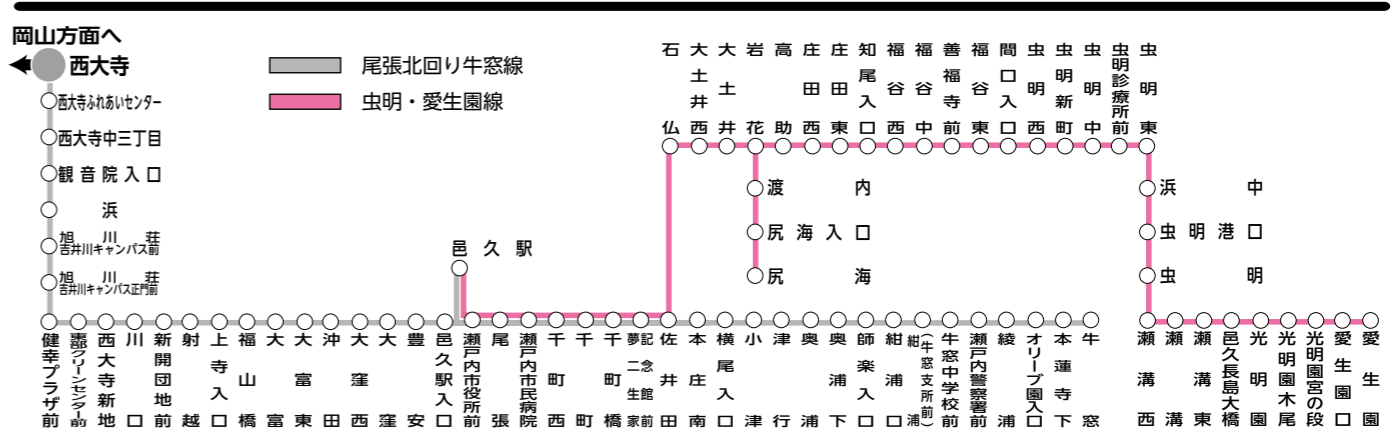 岡山方面へ
西大寺
尾張北回り牛窓線
虫明・愛生園線
西大寺ふれあいセンター
西大寺中三丁目
観音院入口
浜
旭川荘
吉井川キャンパス前
旭川荘
吉井川キャンパス正門前
健幸プラザ前
西大寺新地
川口
新開団地前
射越
上寺入口
福山橋
大富
大富東
沖田
大窪西
大窪
豊安
邑久駅入口
邑久駅
瀬戸内市役所前
尾張
瀬戸内市民病院
千町西
千町
千町橋
夢二生家
記念館前
佐井田
本庄南
横尾入口
小津
津行
奥浦
奥浦下
師楽入口
紺浦口
紺浦
(牛窓支所前)
牛窓中学校前
瀬戸内警察署前
綾浦
オリーブ園入口
本蓮寺下
牛窓
石仏
大土井西
大土井
岩花
高助
庄田西
庄田東
知尾入口
福谷西
福谷中
善福寺前
福谷東
間口入口
虫明西
虫明新町
虫明中
虫明診療所前
虫明東
渡内
尻海入口
尻海
浜中
虫明港口
虫明
瀬溝西
瀬溝
瀬溝東
邑久長島大橋
光明園
光明園木尾
光明園宮の段
愛生園口
愛生園